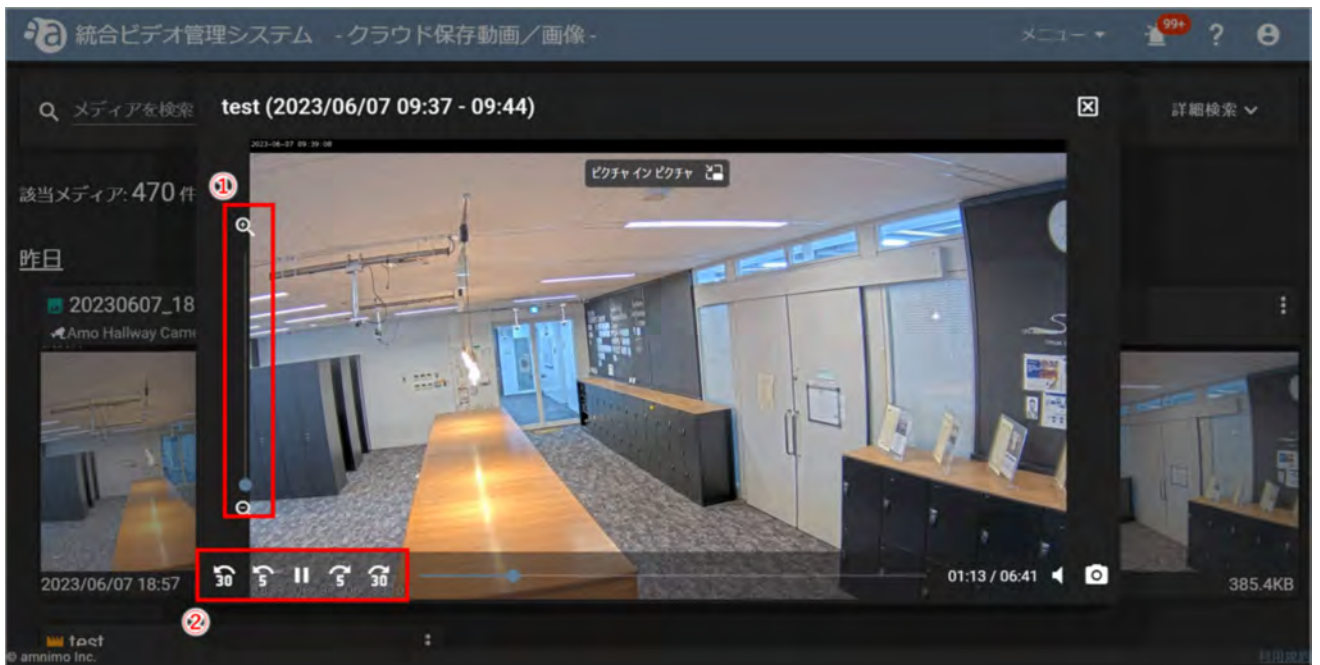 統合ビデオ管理システム - クラウド保存動画／画像 -
メニュー
99+
?
メディアを検索
test (2023/06/07 09:37 - 09:44)
詳細検索
2023-06-07 09:39:08
ピクチャ イン ピクチャ
①
該当メディア: 470 件
昨日
20230607_18
Amo Hallway Came
30 5 5 30
01:13 / 06:41
2023/06/07 18:57
385.4KB
②
test
© amnimo Inc.
利用規約